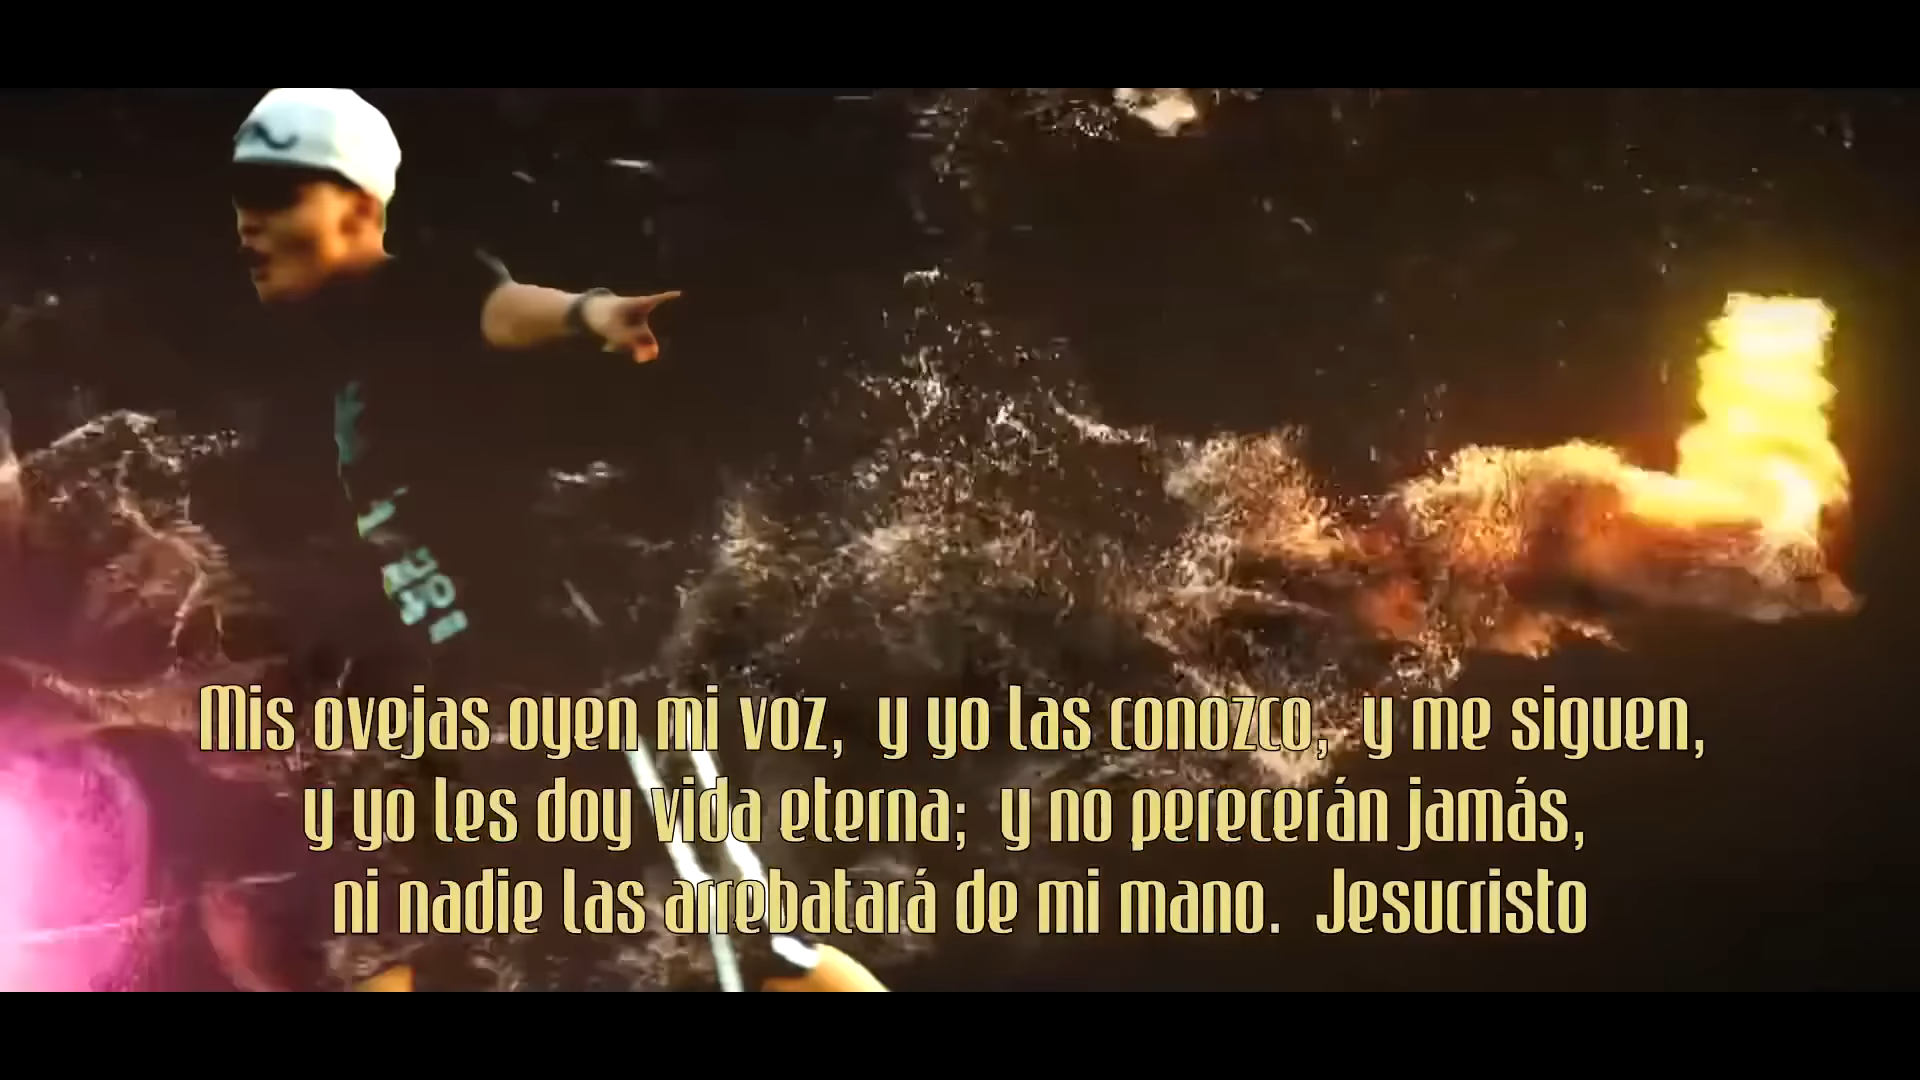 Mis ovejas oyen mi voz, y yo las conozco, y me siguen,
y yo les doy vida eterna; y no perecerán jamás,
ni nadie las arrebatará de mi mano. Jesucristo